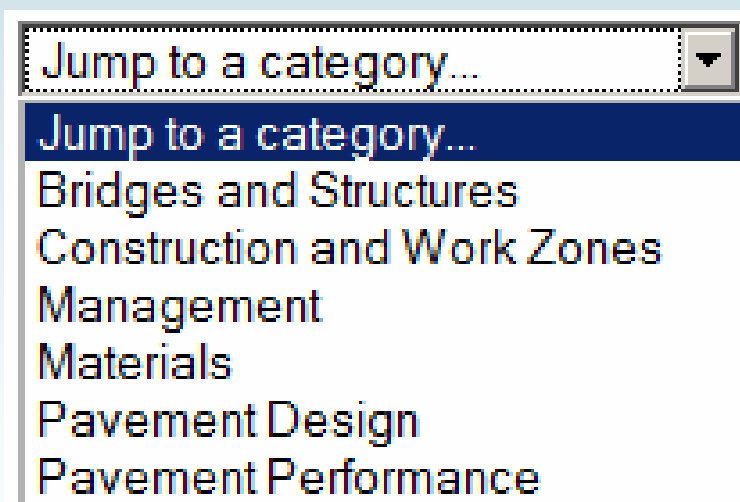 Jump to a category...
Jump to a category...
Bridges and Structures
Construction and Work Zones
Management
Materials
Pavement Design
Pavement Performance